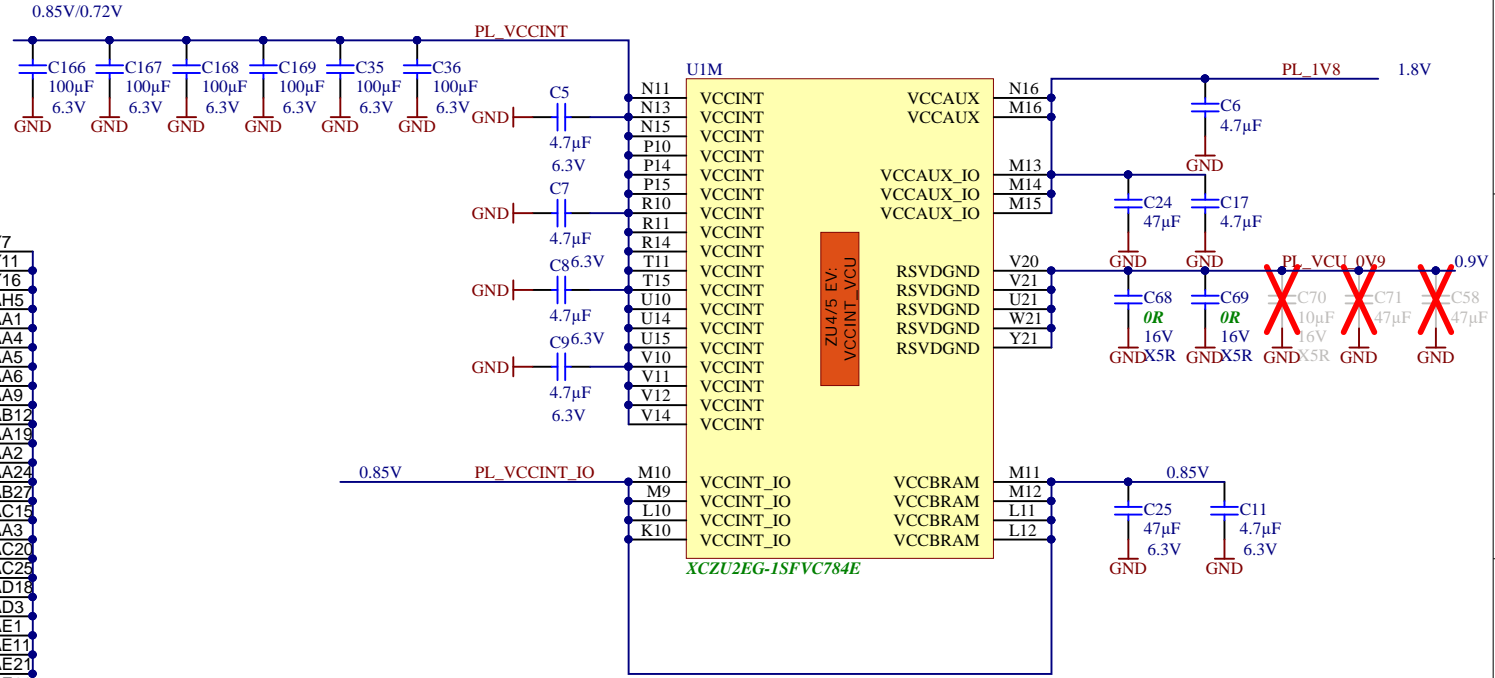 0.85V/0.72V
PL_VCCINT
C166
100µF
6.3V
GND
C167
100µF
6.3V
GND
C168
100µF
6.3V
GND
C169
100µF
6.3V
GND
C35
100µF
6.3V
GND
C36
100µF
6.3V
GND
C5
GND
4.7µF
6.3V
C7
GND
4.7µF
6.3V
C8
GND
4.7µF
6.3V
C9
GND
4.7µF
6.3V
U1M
N11 VCCINT
N13 VCCINT
N15 VCCINT
P10 VCCINT
P14 VCCINT
P15 VCCINT
R10 VCCINT
R11 VCCINT
R14 VCCINT
T11 VCCINT
T15 VCCINT
U10 VCCINT
U14 VCCINT
U15 VCCINT
V10 VCCINT
V11 VCCINT
V12 VCCINT
V14 VCCINT
0.85V
PL_VCCINT_IO
M10 VCCINT_IO
M9 VCCINT_IO
L10 VCCINT_IO
K10 VCCINT_IO
ZU4/5 EV:
VCCINT_VCU
VCCAUX N16
VCCAUX M16
VCCAUX_IO M13
VCCAUX_IO M14
VCCAUX_IO M15
RSVDGND V20
RSVDGND V21
RSVDGND U21
RSVDGND W21
RSVDGND Y21
VCCBRAM M11
VCCBRAM M12
VCCBRAM L11
VCCBRAM L12
XCZU2EG-1SFVC784E
PL_1V8
1.8V
C6
4.7µF
GND
C24
47µF
GND
C17
4.7µF
GND
PL_VCU_0V9
0.9V
C68
0R
16V
X5R
GND
C69
0R
16V
X5R
GND
C70
10µF
16V
X5R
GND
C71
47µF
GND
C58
47µF
GND
0.85V
C25
47µF
6.3V
GND
C11
4.7µF
6.3V
GND
7
11
16
AH5
AA1
AA4
AA5
AA6
AA9
AB12
AA19
AA2
AA24
AB27
AC15
AA3
AC20
AC25
AD18
AD3
AE1
AE11
AE21